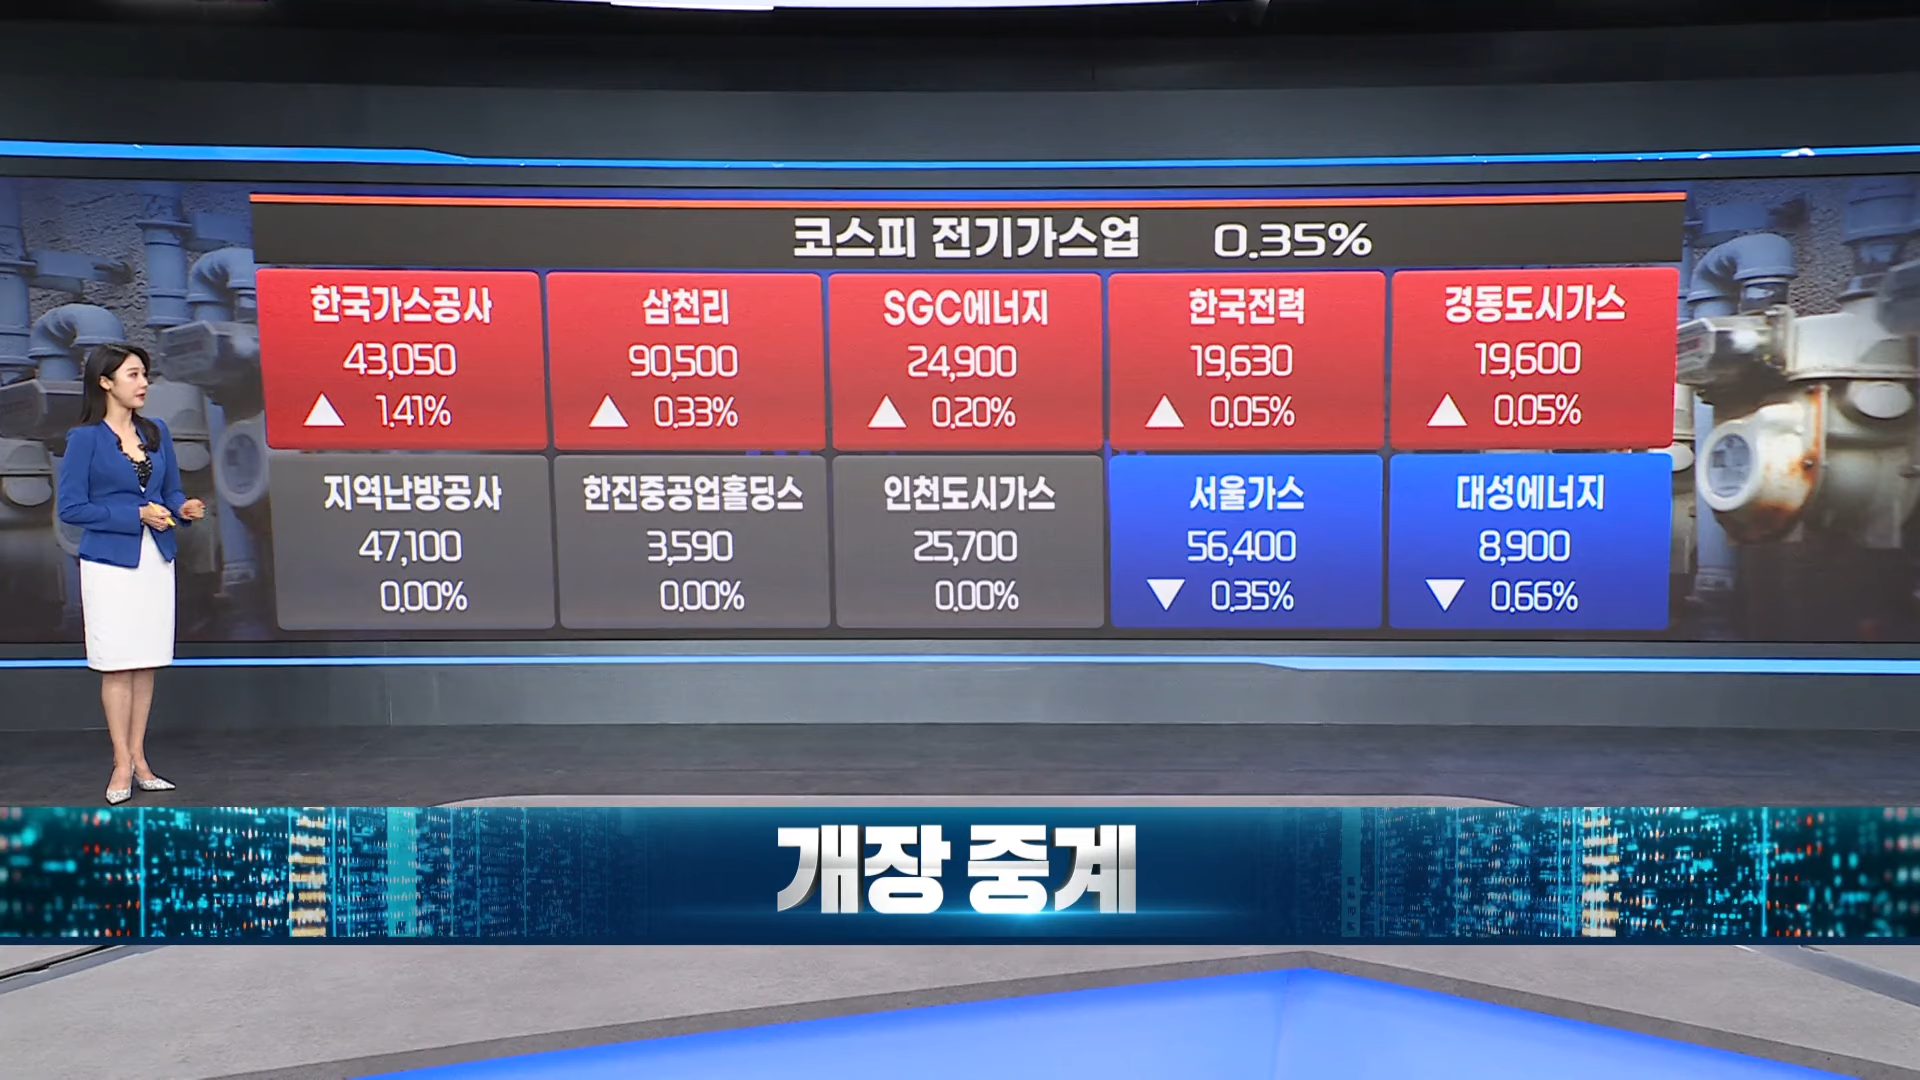 코스피 전기가스업 0.35%
한국가스공사 삼천리 SGC에너지 한국전력 경동도시가스
43,050 90,500 24,900 19,630 19,600
▲ 1.41% ▲ 0.33% ▲ 0.20% ▲ 0.05% ▲ 0.05%
지역난방공사 한진중공업홀딩스 인천도시가스 서울가스 대성에너지
47,100 3,590 25,700 56,400 8,900
0.00% 0.00% 0.00% ▼ 0.35% ▼ 0.66%
개장 중계